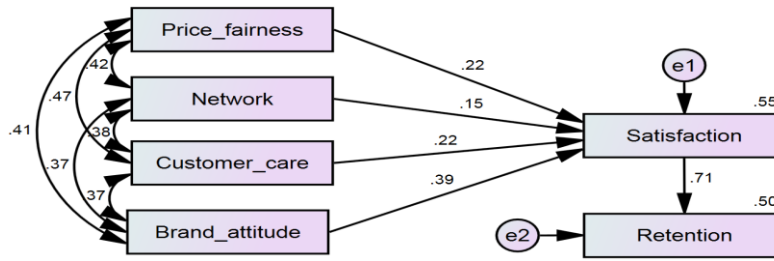 Price_fairness
.42
.22
e1
.47
Network
.15
.55
.41
.38
Satisfaction
.37
Customer_care
.22
.37
.39
.71
.50
Brand_attitude
e2
Retention